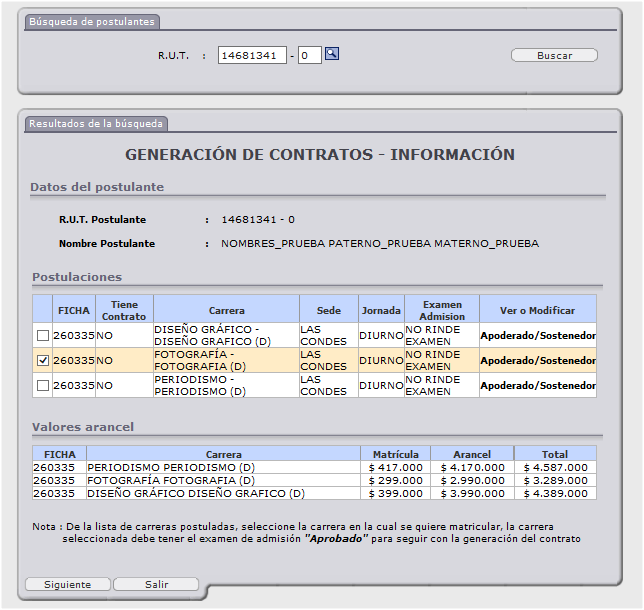 Búsqueda de postulantes
R.U.T. : 14681341 - 0
Buscar
Resultados de la búsqueda
GENERACIÓN DE CONTRATOS - INFORMACIÓN
Datos del postulante
R.U.T. Postulante : 14681341 - 0
Nombre Postulante : NOMBRES_PRUEBA PATERNO_PRUEBA MATERNO_PRUEBA
Postulaciones
FICHA Tiene Contrato Carrera Sede Jornada Examen Admision Ver o Modificar
260335 NO DISEÑO GRÁFICO - DISEÑO GRAFICO (D) LAS CONDES DIURNO NO RINDE EXAMEN Apoderado/Sostenedor
260335 NO FOTOGRAFÍA - FOTOGRAFIA (D) LAS CONDES DIURNO NO RINDE EXAMEN Apoderado/Sostenedor
260335 NO PERIODISMO - PERIODISMO (D) LAS CONDES DIURNO NO RINDE EXAMEN Apoderado/Sostenedor
Valores arancel
FICHA Carrera Matrícula Arancel Total
260335 PERIODISMO PERIODISMO (D) $ 417.000 $ 4.170.000 $ 4.587.000
260335 FOTOGRAFÍA FOTOGRAFIA (D) $ 299.000 $ 2.990.000 $ 3.289.000
260335 DISEÑO GRÁFICO DISEÑO GRAFICO (D) $ 399.000 $ 3.990.000 $ 4.389.000
Nota : De la lista de carreras postuladas, seleccione la carrera en la cual se quiere matricular, la carrera
seleccionada debe tener el examen de admisión "Aprobado" para seguir con la generación del contrato
Siguiente Salir